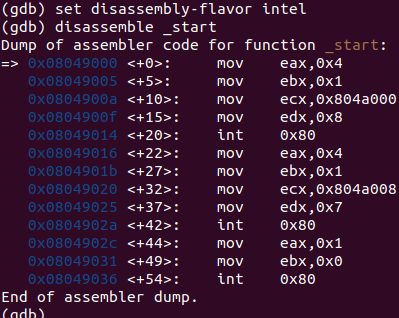 (gdb) set disassembly-flavor intel
(gdb) disassemble _start
Dump of assembler code for function _start:
=> 0x08049000 <+0>:     mov    eax,0x4
   0x08049005 <+5>:     mov    ebx,0x1
   0x0804900a <+10>:    mov    ecx,0x804a000
   0x0804900f <+15>:    mov    edx,0x8
   0x08049014 <+20>:    int    0x80
   0x08049016 <+22>:    mov    eax,0x4
   0x0804901b <+27>:    mov    ebx,0x1
   0x08049020 <+32>:    mov    ecx,0x804a008
   0x08049025 <+37>:    mov    edx,0x7
   0x0804902a <+42>:    int    0x80
   0x0804902c <+44>:    mov    eax,0x1
   0x08049031 <+49>:    mov    ebx,0x0
   0x08049036 <+54>:    int    0x80
End of assembler dump.
(gdb)